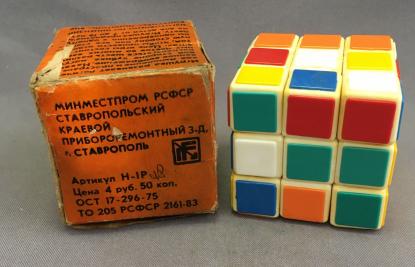 МИНМЕСТПРОМ РСФСР
СТАВРОПОЛЬСКИЙ
КРАЕВОЙ
ПРИБОРОРЕМОНТНЫЙ З-Д,
г. СТАВРОПОЛЬ
Артикул Н-1Р
Цена 4 руб. 50 коп.
ОСТ 17-296-75
ТО 205 РСФСР 2161-83